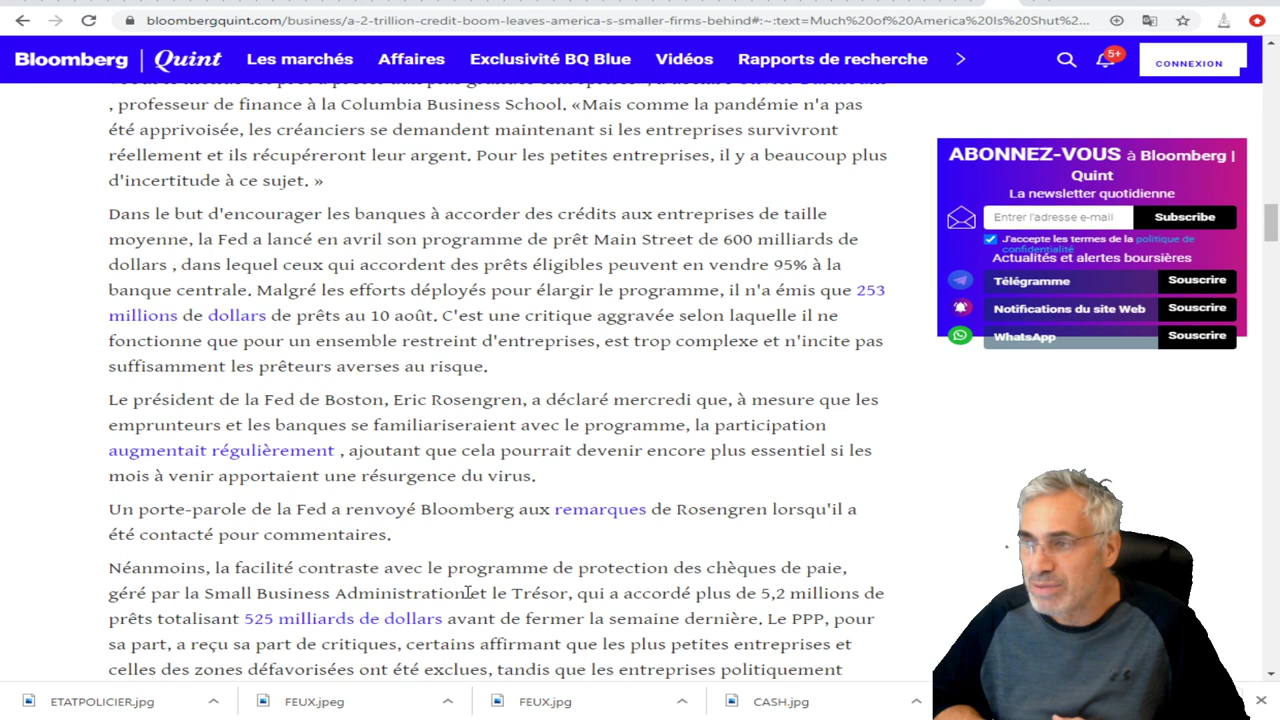 bloombergquint.com/business/a-2-trillion-credit-boom-leaves-america-s-smaller-firms-behind#:~:text=Much%20of%20America%20Is%20Shut%2...
Bloomberg | Quint Les marchés Affaires Exclusivité BQ Blue Vidéos Rapports de recherche 5+ CONNEXION
, professeur de finance à la Columbia Business School. «Mais comme la pandémie n'a pas
été apprivoisée, les créanciers se demandent maintenant si les entreprises survivront
réellement et ils récupéreront leur argent. Pour les petites entreprises, il y a beaucoup plus
d'incertitude à ce sujet. »
Dans le but d'encourager les banques à accorder des crédits aux entreprises de taille
moyenne, la Fed a lancé en avril son programme de prêt Main Street de 600 milliards de
dollars , dans lequel ceux qui accordent des prêts éligibles peuvent en vendre 95% à la
banque centrale. Malgré les efforts déployés pour élargir le programme, il n'a émis que 253
millions de dollars de prêts au 10 août. C'est une critique aggravée selon laquelle il ne
fonctionne que pour un ensemble restreint d'entreprises, est trop complexe et n'incite pas
suffisamment les prêteurs averses au risque.
Le président de la Fed de Boston, Eric Rosengren, a déclaré mercredi que, à mesure que les
emprunteurs et les banques se familiariseraient avec le programme, la participation
augmentait régulièrement , ajoutant que cela pourrait devenir encore plus essentiel si les
mois à venir apportaient une résurgence du virus.
Un porte-parole de la Fed a renvoyé Bloomberg aux remarques de Rosengren lorsqu'il a
été contacté pour commentaires.
Néanmoins, la facilité contraste avec le programme de protection des chèques de paie,
géré par la Small Business Administration et le Trésor, qui a accordé plus de 5,2 millions de
prêts totalisant 525 milliards de dollars avant de fermer la semaine dernière. Le PPP, pour
sa part, a reçu sa part de critiques, certains affirmant que les plus petites entreprises et
celles des zones défavorisées ont été exclues, tandis que les entreprises politiquement
ABONNEZ-VOUS à Bloomberg |
Quint
La newsletter quotidienne
Entrer l'adresse e-mail Subscribe
J'accepte les termes de la politique de
confidentialité
Actualités et alertes boursières
Télégramme Souscrire
Notifications du site Web Souscrire
WhatsApp Souscrire
ETATPOLICIER.jpg FEUX.jpeg FEUX.jpg CASH.jpg